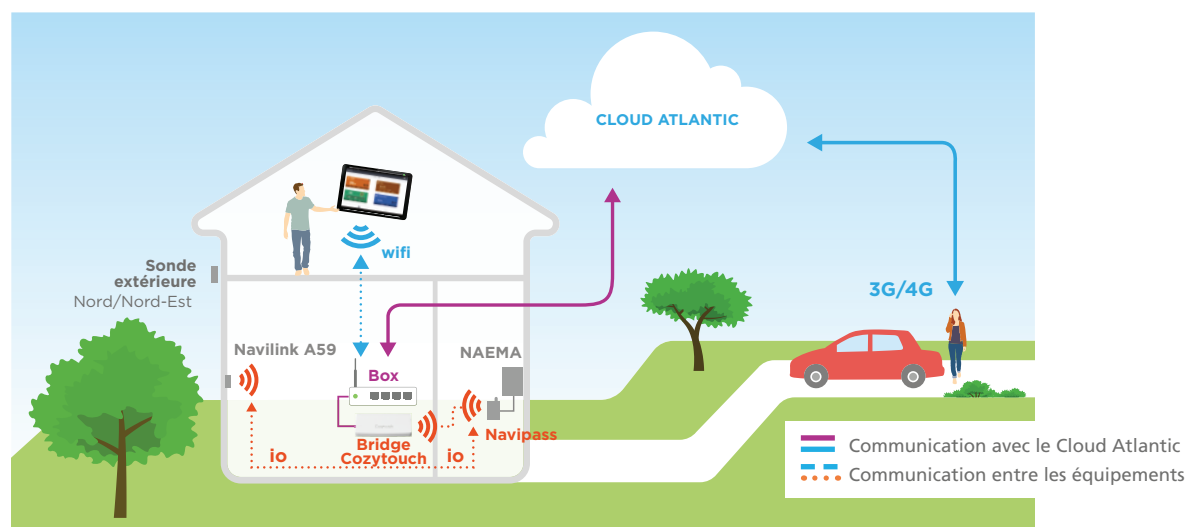 CLOUD ATLANTIC
wifi
Sonde
extérieure
Nord/Nord-Est
3G/4G
Navilink A59
NAEMA
Box
Navipass
Bridge
Cozytouch
io
io
Communication avec le Cloud Atlantic
Communication entre les équipements